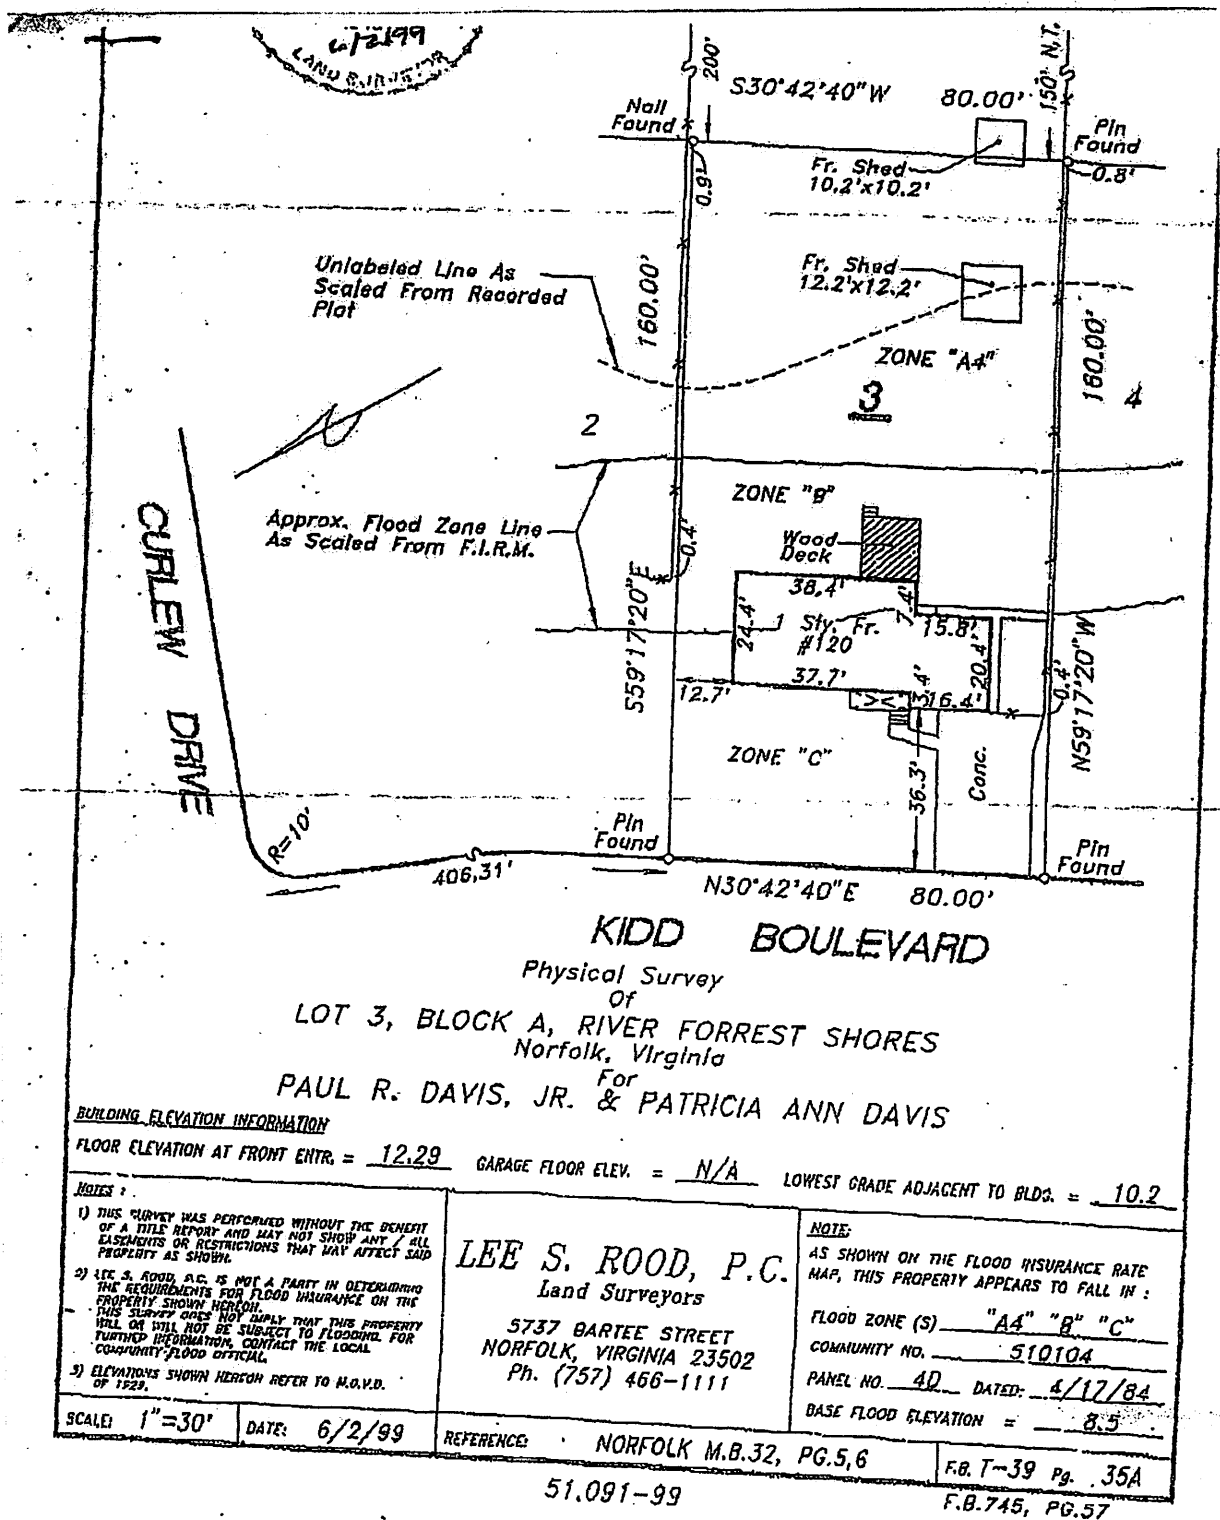 6/2/99
LAND SURVEYOR
200'
S30°42'40"W
80.00'
150' N.T.
Nail
Found
Pin
Found
0.9'
0.8'
Fr. Shed
10.2'x10.2'
Unlabeled Line As
Scaled From Recorded
Plat
160.00'
Fr. Shed
12.2'x12.2'
ZONE "A4"
160.00'
3
4
2
ZONE "B"
Approx. Flood Zone Line
As Scaled From F.I.R.M.
0.4'
Wood
Deck
38.4'
7.4'
S59°17'20"E
24.4'
1 Sty. Fr.
#120
15.8'
20.4'
37.7'
12.7'
3.4'
16.4'
0.4'
N59°17'20"W
CURLEW DRIVE
ZONE "C"
36.3'
Conc.
R=10'
Pin
Found
Pin
Found
406.31'
N30°42'40"E
80.00'
KIDD BOULEVARD
Physical Survey
Of
LOT 3, BLOCK A, RIVER FORREST SHORES
Norfolk, Virginia
For
PAUL R. DAVIS, JR. & PATRICIA ANN DAVIS
BUILDING ELEVATION INFORMATION
FLOOR ELEVATION AT FRONT ENTR. = 12.29 GARAGE FLOOR ELEV. = N/A LOWEST GRADE ADJACENT TO BLDG. = 10.2
NOTES :
1) THIS SURVEY WAS PERFORMED WITHOUT THE BENEFIT
OF A TITLE REPORT AND MAY NOT SHOW ANY / ALL
EASEMENTS OR RESTRICTIONS THAT MAY AFFECT SAID
PROPERTY AS SHOWN.
2) LEE S. ROOD, P.C. IS NOT A PARTY IN DETERMINING
THE REQUIREMENTS FOR FLOOD INSURANCE ON THE
PROPERTY SHOWN HEREON.
THIS SURVEY DOES NOT IMPLY THAT THIS PROPERTY
WILL OR WILL NOT BE SUBJECT TO FLOODING. FOR
FURTHER INFORMATION, CONTACT THE LOCAL
COMMUNITY FLOOD OFFICIAL.
3) ELEVATIONS SHOWN HEREON REFER TO N.G.V.D.
OF 1929.
LEE S. ROOD, P.C.
Land Surveyors
5737 BARTEE STREET
NORFOLK, VIRGINIA 23502
Ph. (757) 466-1111
NOTE:
AS SHOWN ON THE FLOOD INSURANCE RATE
MAP, THIS PROPERTY APPEARS TO FALL IN :
FLOOD ZONE (S) "A4" "B" "C"
COMMUNITY NO. 510104
PANEL NO. 4D DATED: 4/17/84
BASE FLOOD ELEVATION = 8.5
SCALE: 1"=30'
DATE: 6/2/99
REFERENCE: NORFOLK M.B.32, PG.5,6
F.B. T-39 Pg. 35A
51.091-99
F.B.745, PG.57